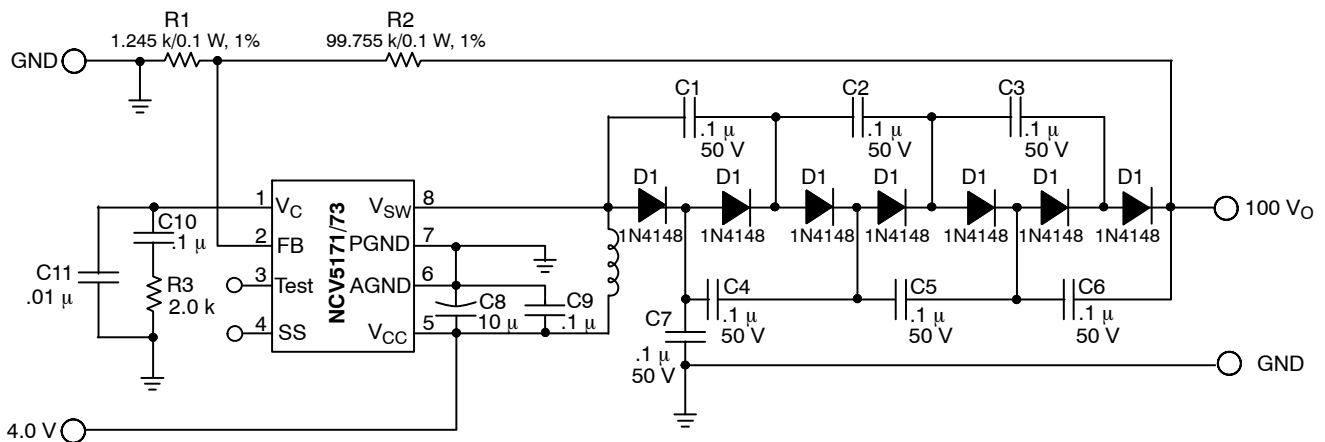 R1
1.245 k/0.1 W, 1%
R2
99.755 k/0.1 W, 1%
GND
C1
.1 μ
50 V
C2
.1 μ
50 V
C3
.1 μ
50 V
D1
1N4148
D1
1N4148
D1
1N4148
D1
1N4148
D1
1N4148
D1
1N4148
D1
1N4148
100 VO
1
VC
2
FB
3
Test
4
SS
NCV5171/73
VSW
8
PGND
7
AGND
6
VCC
5
C10
.1 μ
C11
.01 μ
R3
2.0 k
C8
10 μ
C9
.1 μ
C4
.1 μ
50 V
C5
.1 μ
50 V
C6
.1 μ
50 V
C7
.1 μ
50 V
GND
4.0 V